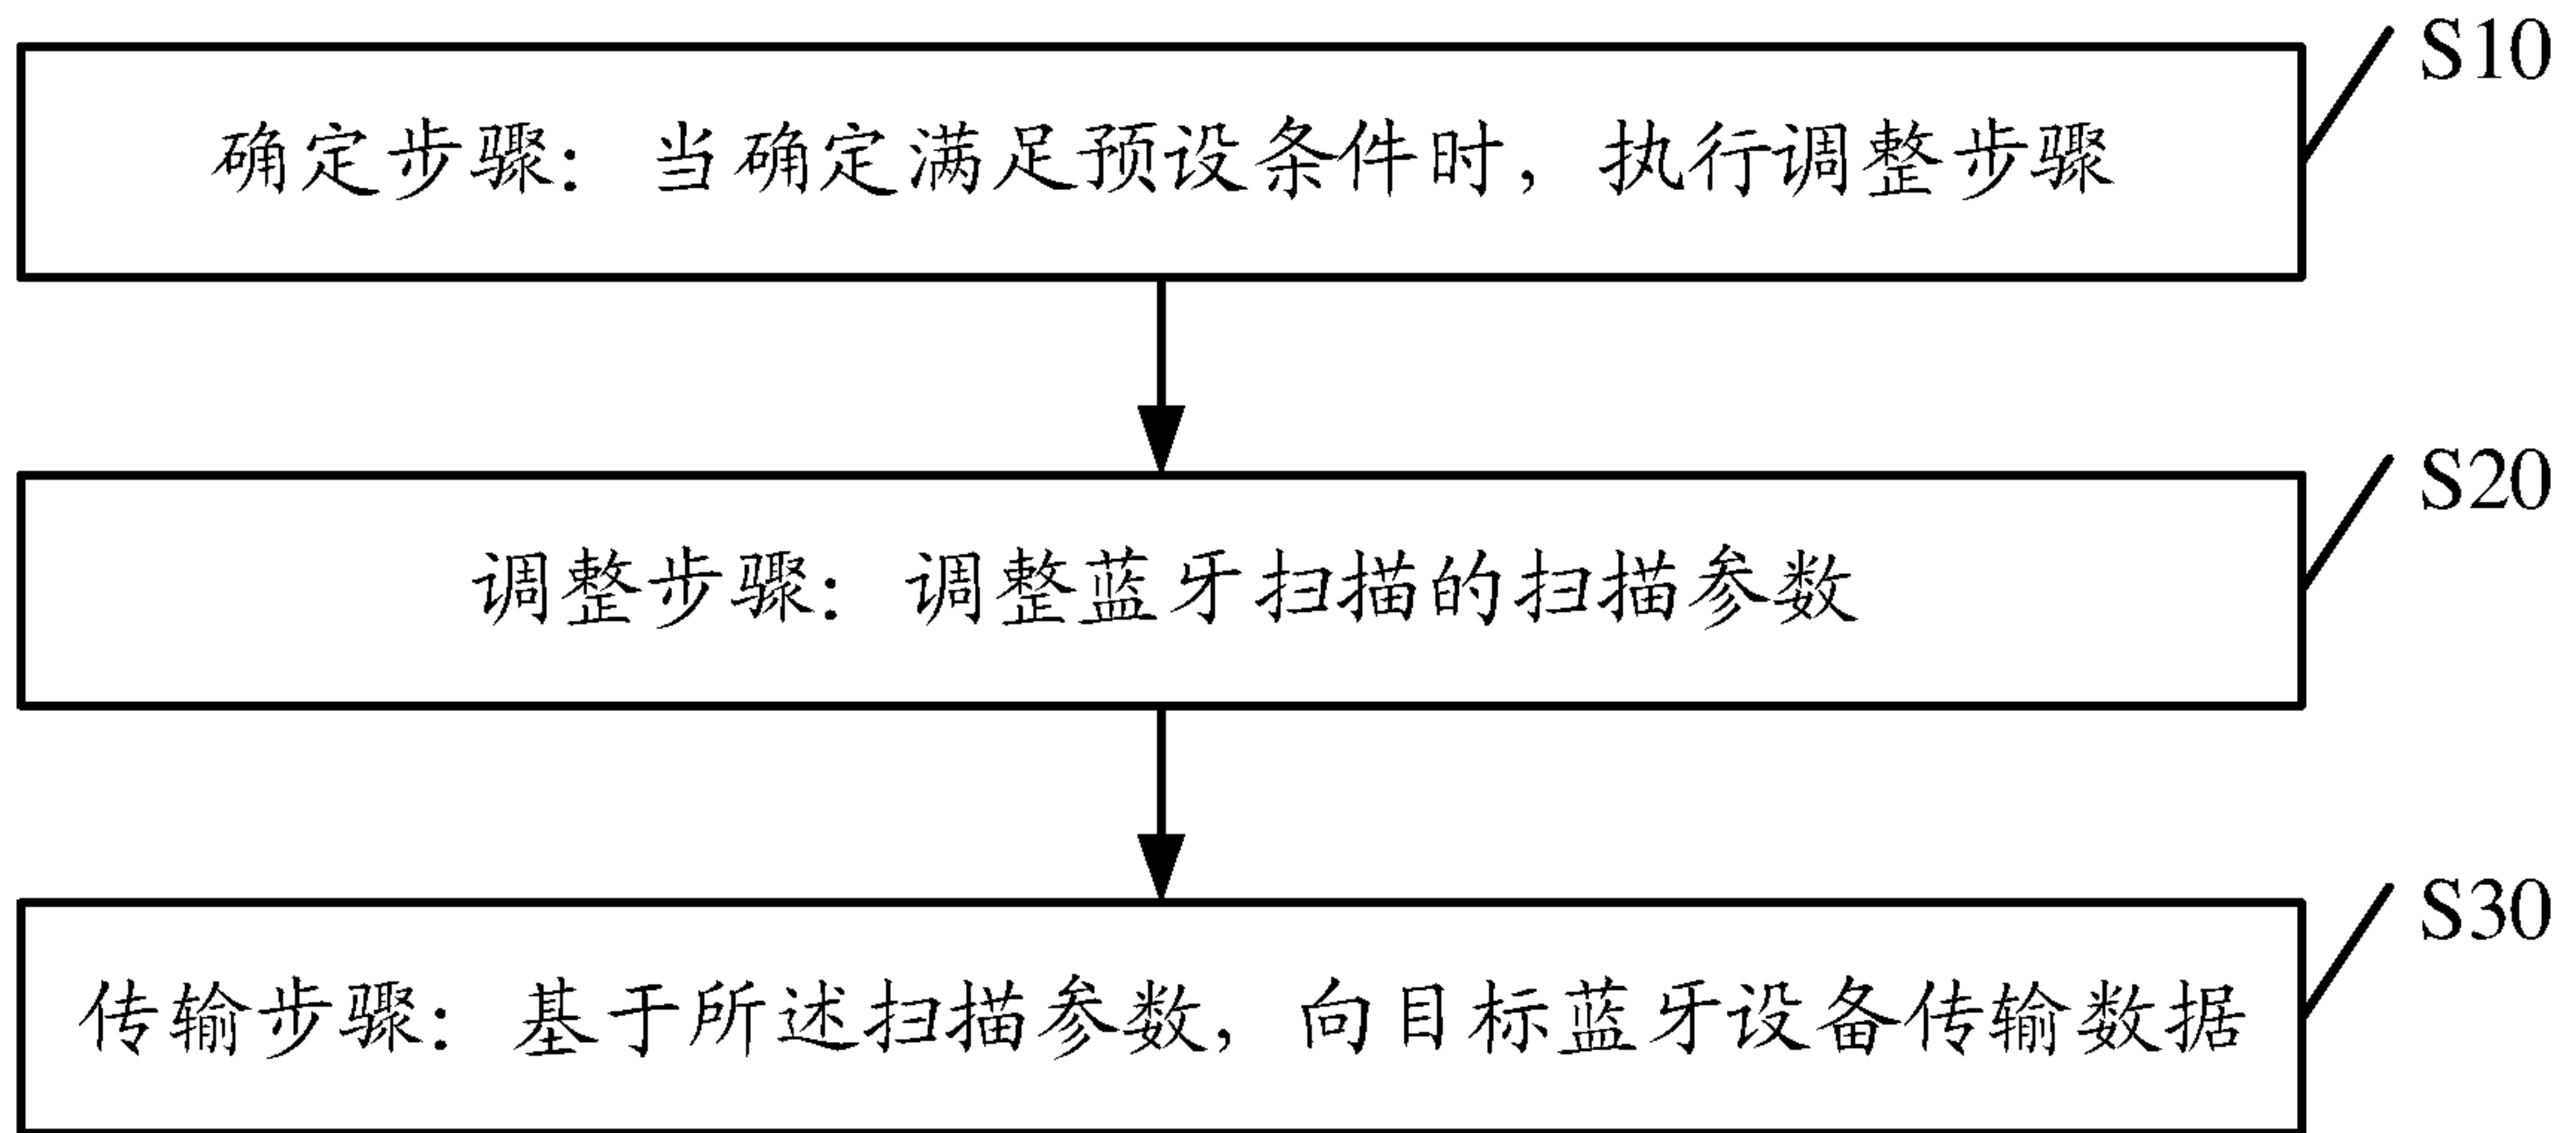 S10
确定步骤：当确定满足预设条件时，执行调整步骤
S20
调整步骤：调整蓝牙扫描的扫描参数
S30
传输步骤：基于所述扫描参数，向目标蓝牙设备传输数据